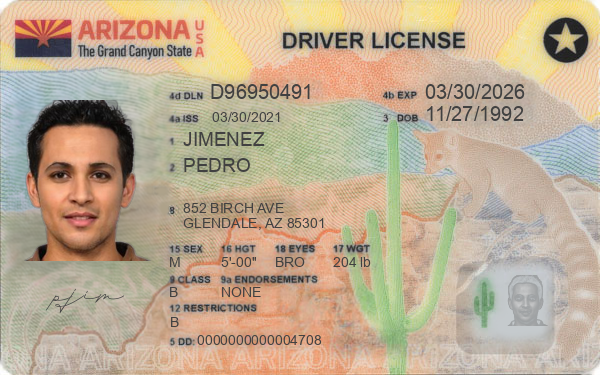 ARIZONA USA
The Grand Canyon State
DRIVER LICENSE
4d DLN D96950491
4b EXP 03/30/2026
4a ISS 03/30/2021
3 DOB 11/27/1992
1 JIMENEZ
2 PEDRO
8 852 BIRCH AVE
GLENDALE, AZ 85301
15 SEX 16 HGT 18 EYES 17 WGT
M 5'-00" BRO 204 lb
9 CLASS 9a ENDORSEMENTS
B NONE
12 RESTRICTIONS
B
5 DD: 0000000000004708
ARIZONA ARIZONA ARIZONA ARIZONA